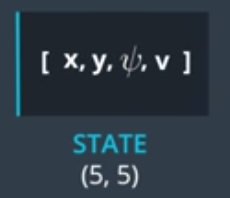 [ x, y, ψ, v ]
STATE
(5, 5)